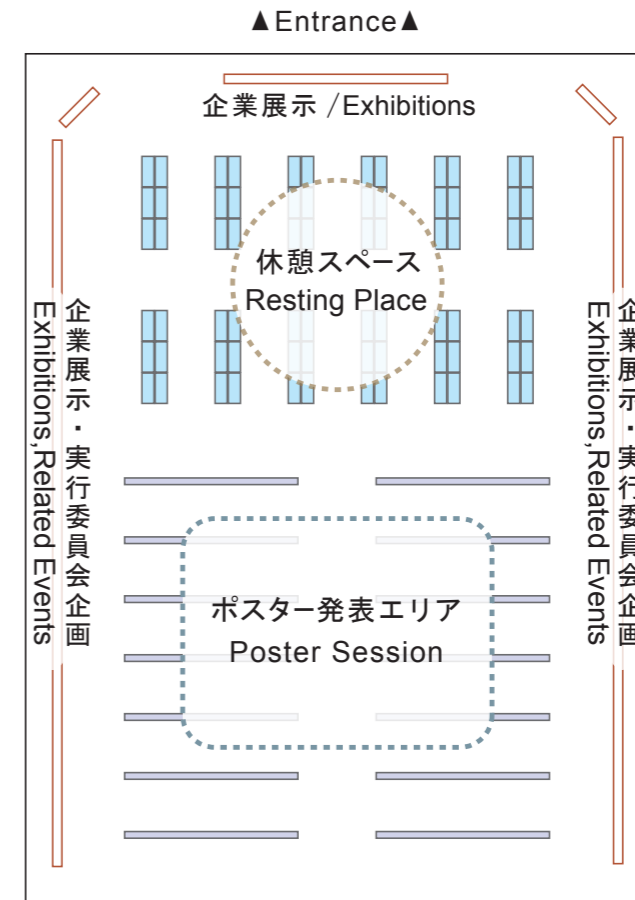 ▲Entrance▲
企業展示 /Exhibitions
休憩スペース
Resting Place
企業展示・実行委員会企画
Exhibitions,Related Events
企業展示・実行委員会企画
Exhibitions,Related Events
ポスター発表エリア
Poster Session